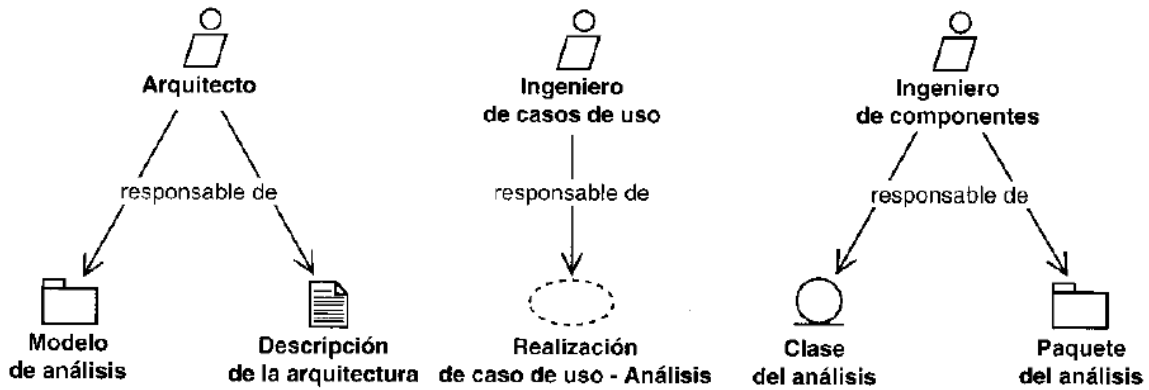 Arquitecto
Ingeniero
de casos de uso
Ingeniero
de componentes
responsable de
responsable de
responsable de
Modelo
de análisis
Descripción
de la arquitectura
Realización
de caso de uso - Análisis
Clase
del análisis
Paquete
del análisis